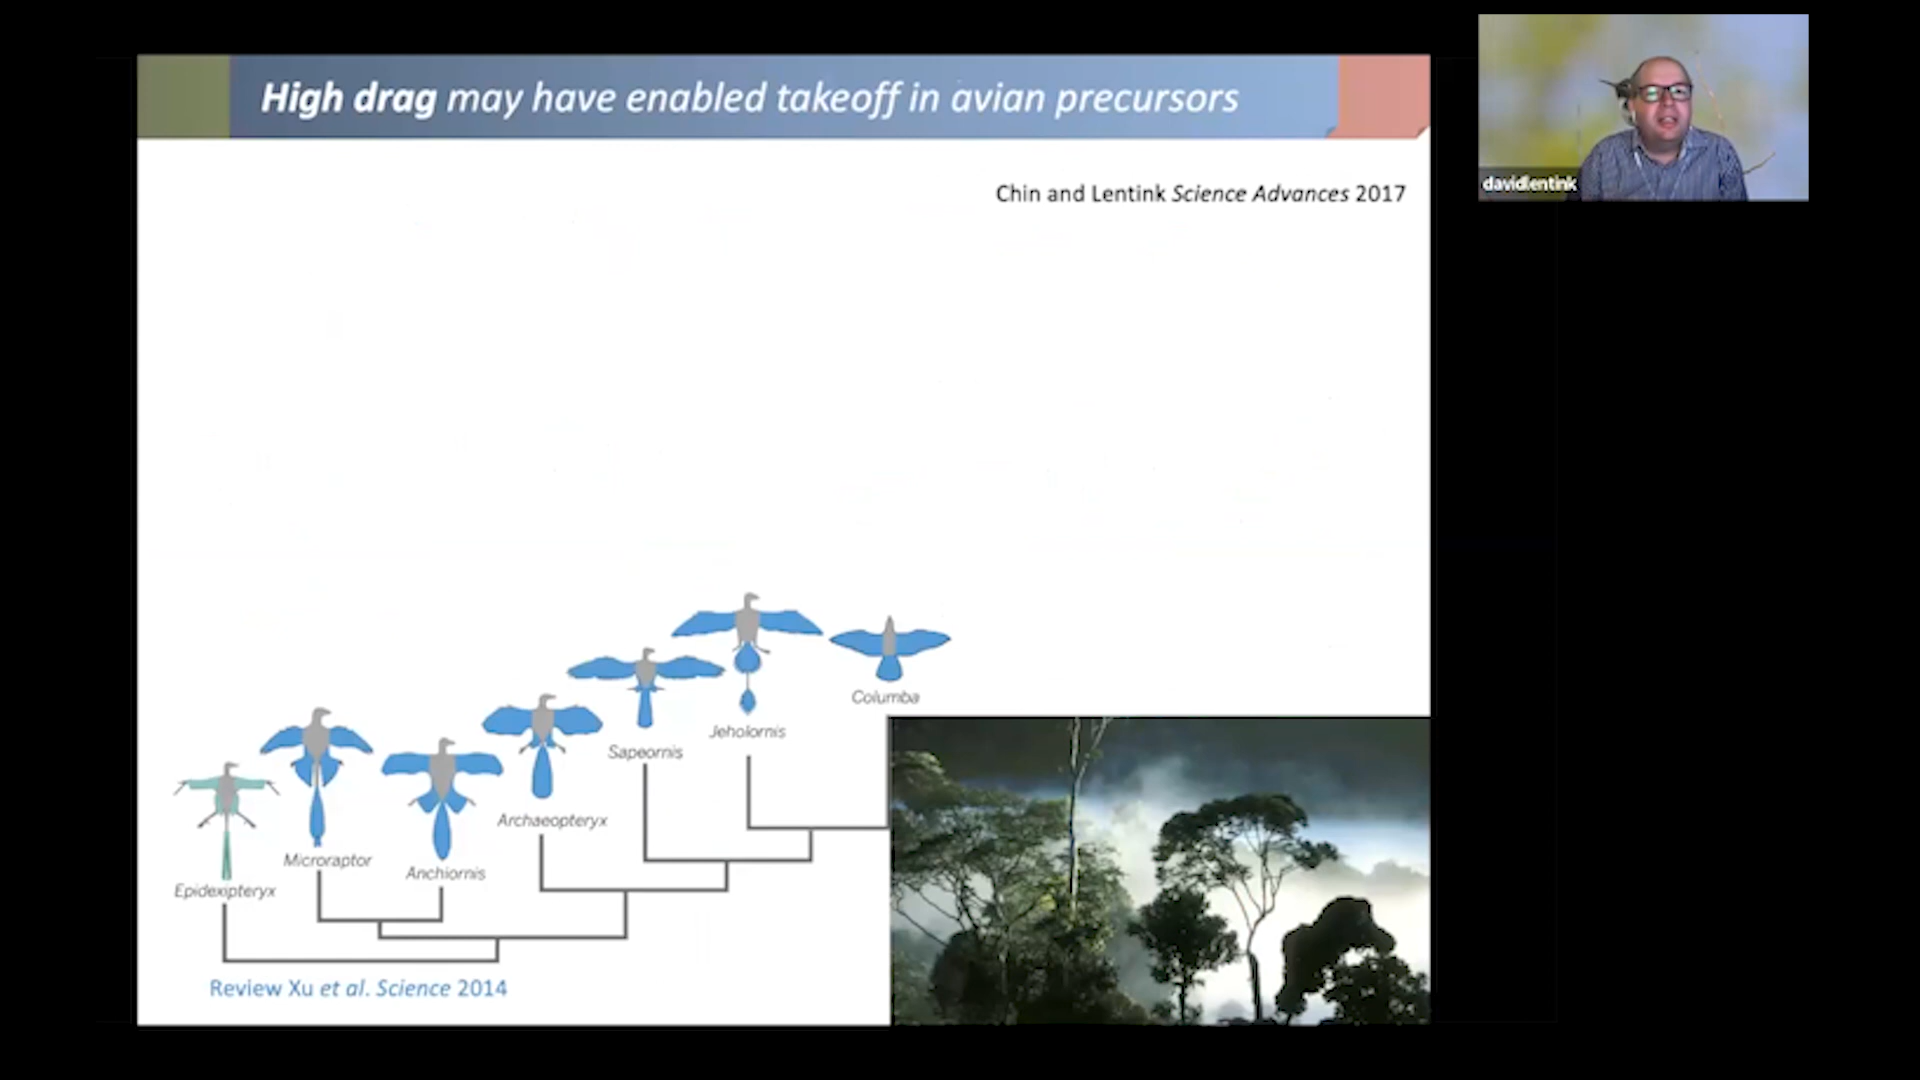 High drag may have enabled takeoff in avian precursors
davidlentink
Chin and Lentink Science Advances 2017
Columba
Jeholornis
Sapeornis
Archaeopteryx
Microraptor
Anchiornis
Epidexipteryx
Review Xu et al. Science 2014